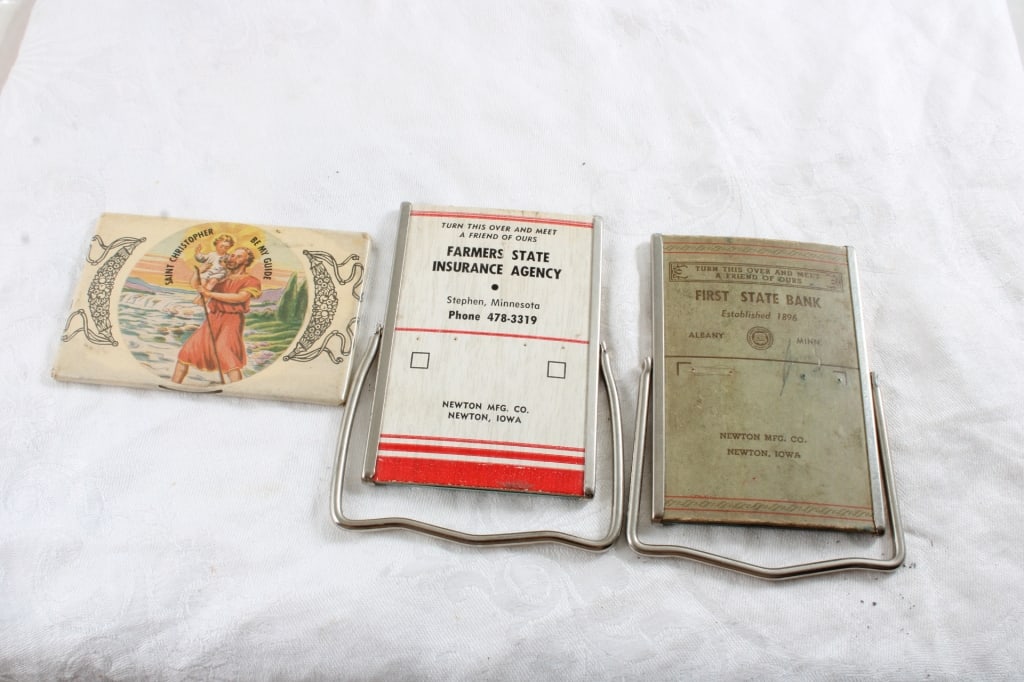 SAINT CHRISTOPHER
BE MY GUIDE
TURN THIS OVER AND MEET
A FRIEND OF OURS
FARMERS STATE
INSURANCE AGENCY
Stephen, Minnesota
Phone 478-3319
NEWTON MFG. CO.
NEWTON, IOWA
TURN THIS OVER AND MEET
A FRIEND OF OURS
FIRST STATE BANK
Established 1896
ALBANY MINN.
NEWTON MFG. CO.
NEWTON, IOWA